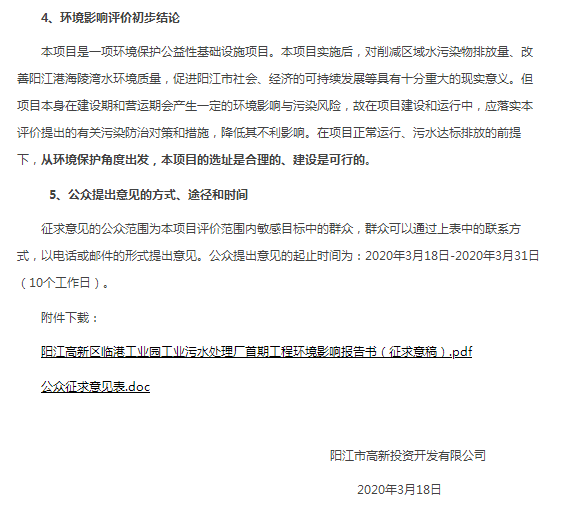 4、环境影响评价初步结论
本项目是一项环境保护公益性基础设施项目。本项目实施后，对削减区域水污染物排放量、改
善阳江港海陵湾水环境质量，促进阳江市社会、经济的可持续发展等具有十分重大的现实意义。但
项目本身在建设期和营运期会产生一定的环境影响与污染风险，故在项目建设和运行中，应落实本
评价提出的有关污染防治对策和措施，降低其不利影响。在项目正常运行、污水达标排放的前提
下，从环境保护角度出发，本项目的选址是合理的、建设是可行的。
5、公众提出意见的方式、途径和时间
征求意见的公众范围为本项目评价范围内敏感目标中的群众，群众可以通过上表中的联系方
式，以电话或邮件的形式提出意见。公众提出意见的起止时间为：2020年3月18日-2020年3月31日
（10个工作日）。
附件下载：
阳江高新区临港工业园工业污水处理厂首期工程环境影响报告书（征求意稿）.pdf
公众征求意见表.doc
阳江市高新投资开发有限公司
2020年3月18日